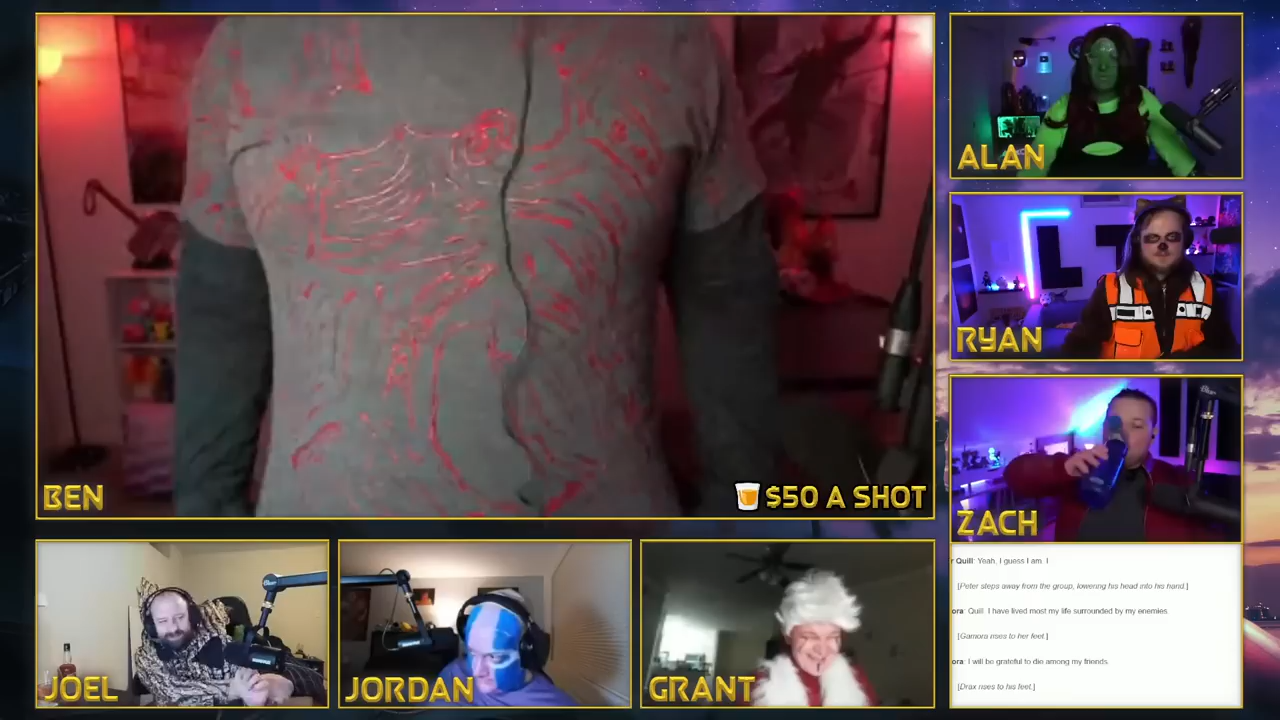 BEN
🥃 $50 A SHOT
ALAN
LT
RYAN
ZACH
r Quill: Yeah, I guess I am. I
[Peter steps away from the group, lowering his head into his hand.]
ora: Quill. I have lived most my life surrounded by my enemies.
[Gamora rises to her feet.]
ora: I will be grateful to die among my friends.
[Drax rises to his feet.]
JOEL
JORDAN
GRANT